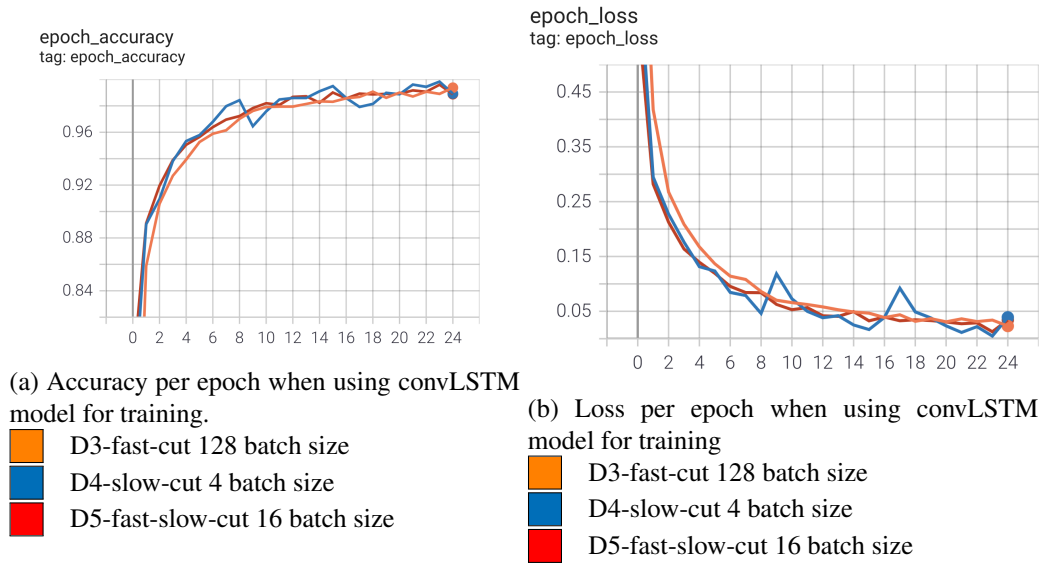 epoch_accuracy
tag: epoch_accuracy
0.96
0.92
0.88
0.84
0 2 4 6 8 10 12 14 16 18 20 22 24
(a) Accuracy per epoch when using convLSTM
model for training.
D3-fast-cut 128 batch size
D4-slow-cut 4 batch size
D5-fast-slow-cut 16 batch size
epoch_loss
tag: epoch_loss
0.45
0.35
0.25
0.15
0.05
0 2 4 6 8 10 12 14 16 18 20 22 24
(b) Loss per epoch when using convLSTM
model for training
D3-fast-cut 128 batch size
D4-slow-cut 4 batch size
D5-fast-slow-cut 16 batch size